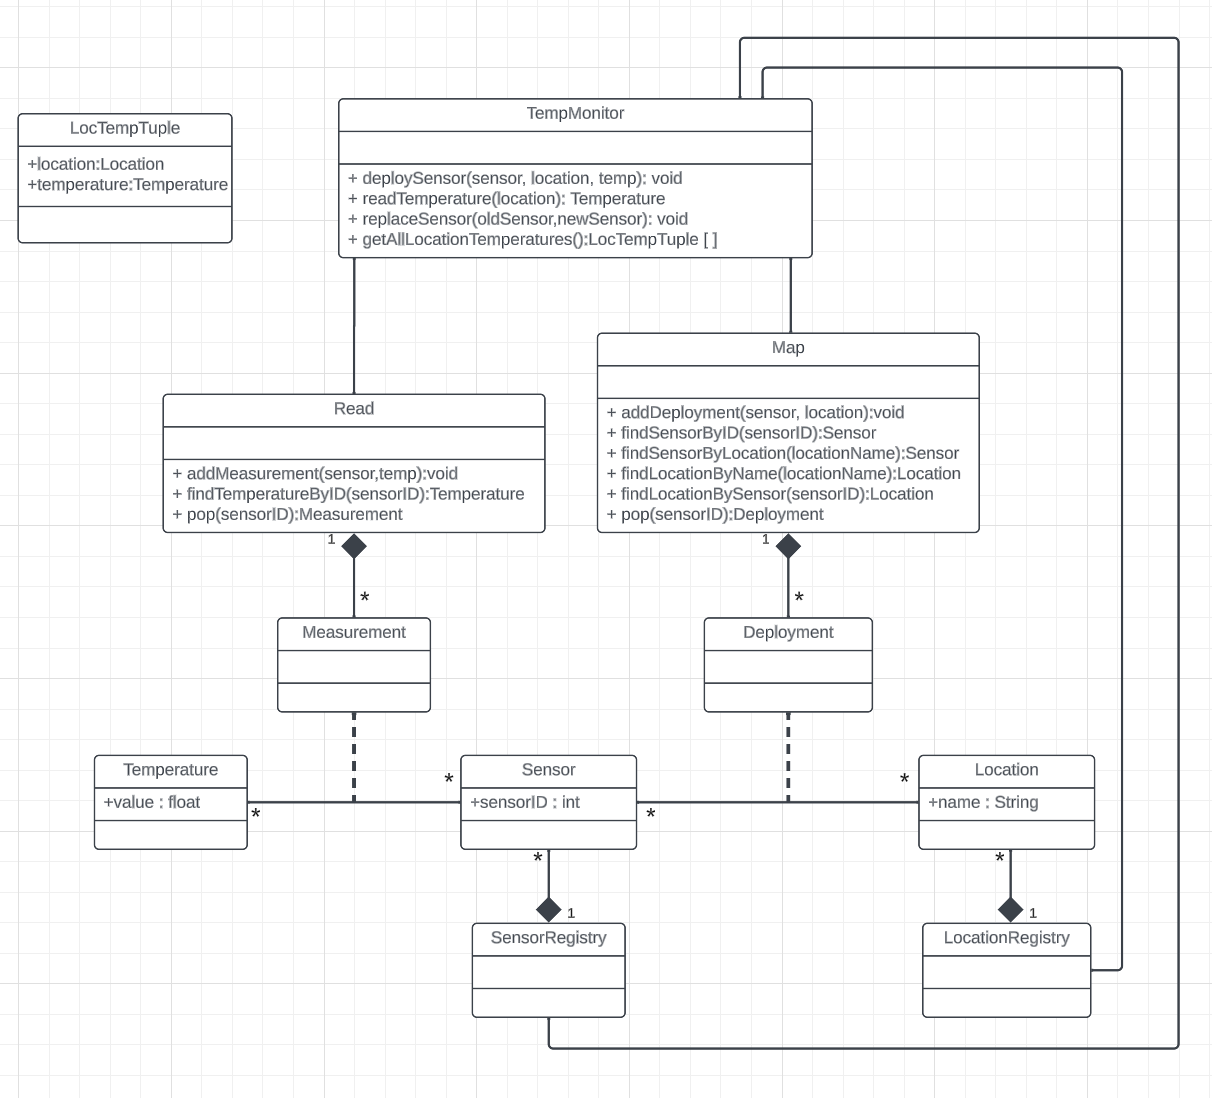 TempMonitor
+ deploySensor(sensor, location, temp): void
+ readTemperature(location): Temperature
+ replaceSensor(oldSensor,newSensor): void
+ getAllLocationTemperatures():LocTempTuple [ ]
LocTempTuple
+location:Location
+temperature:Temperature
Map
+ addDeployment(sensor, location):void
+ findSensorByID(sensorID):Sensor
+ findSensorByLocation(locationName):Sensor
+ findLocationByName(locationName):Location
+ findLocationBySensor(sensorID):Location
+ pop(sensorID):Deployment
Read
+ addMeasurement(sensor,temp):void
+ findTemperatureByID(sensorID):Temperature
+ pop(sensorID):Measurement
1
*
1
*
Measurement
Deployment
Temperature
+value : float
*
*
Sensor
+sensorID : int
*
*
Location
+name : String
*
1
*
1
SensorRegistry
LocationRegistry